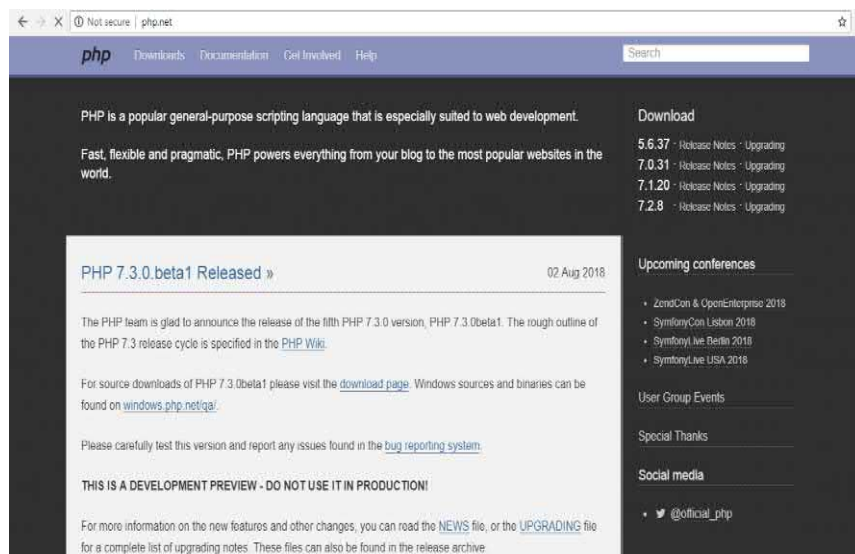 Not secure | php.net
php Downloads Documentation Get Involved Help Search
PHP is a popular general-purpose scripting language that is especially suited to web development.
Fast, flexible and pragmatic, PHP powers everything from your blog to the most popular websites in the
world.
Download
5.6.37 · Release Notes · Upgrading
7.0.31 · Release Notes · Upgrading
7.1.20 · Release Notes · Upgrading
7.2.8 · Release Notes · Upgrading
PHP 7.3.0.beta1 Released » 02 Aug 2018
The PHP team is glad to announce the release of the fifth PHP 7.3.0 version, PHP 7.3.0beta1. The rough outline of
the PHP 7.3 release cycle is specified in the PHP Wiki.
For source downloads of PHP 7.3.0beta1 please visit the download page. Windows sources and binaries can be
found on windows.php.net/qa/.
Please carefully test this version and report any issues found in the bug reporting system.
THIS IS A DEVELOPMENT PREVIEW - DO NOT USE IT IN PRODUCTION!
For more information on the new features and other changes, you can read the NEWS file, or the UPGRADING file
for a complete list of upgrading notes. These files can also be found in the release archive
Upcoming conferences
• ZendCon & OpenEnterprise 2018
• SymfonyCon Lisbon 2018
• SymfonyLive Berlin 2018
• SymfonyLive USA 2018
User Group Events
Special Thanks
Social media
• @official_php